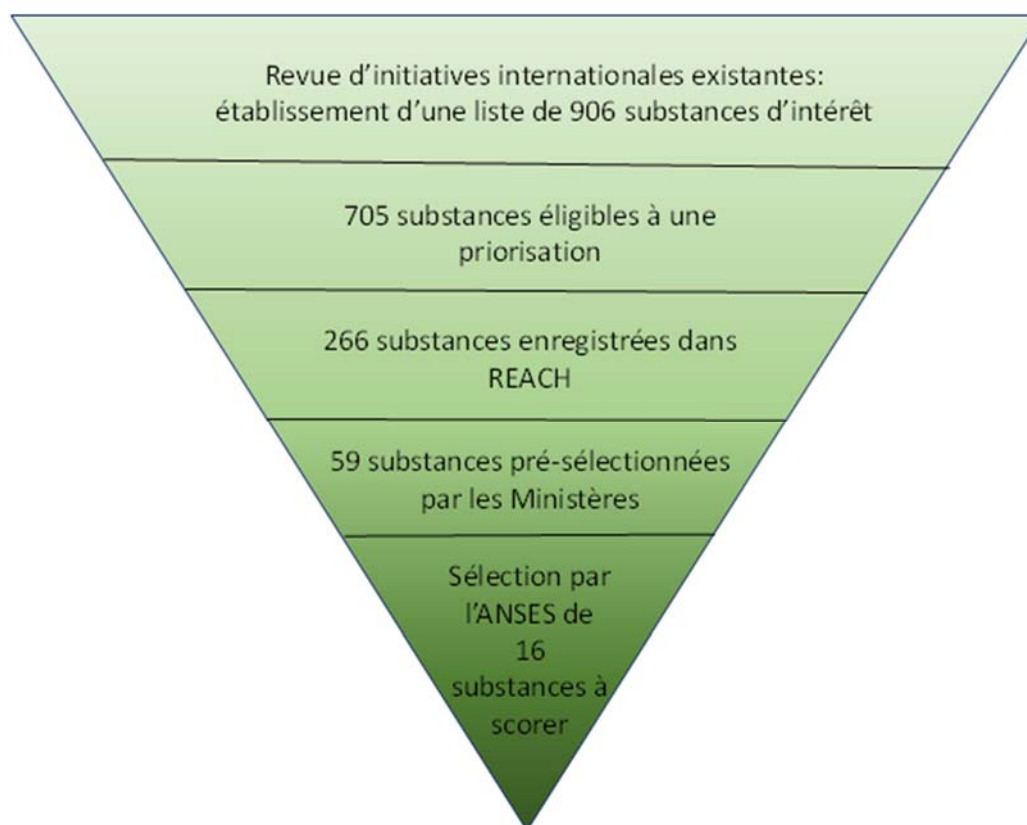 Revue d'initiatives internationales existantes:
établissement d'une liste de 906 substances d'intérêt
705 substances éligibles à une
priorisation
266 substances enregistrées dans
REACH
59 substances pré-sélectionnées
par les Ministères
Sélection par
l'ANSES de
16
substances à
scorer